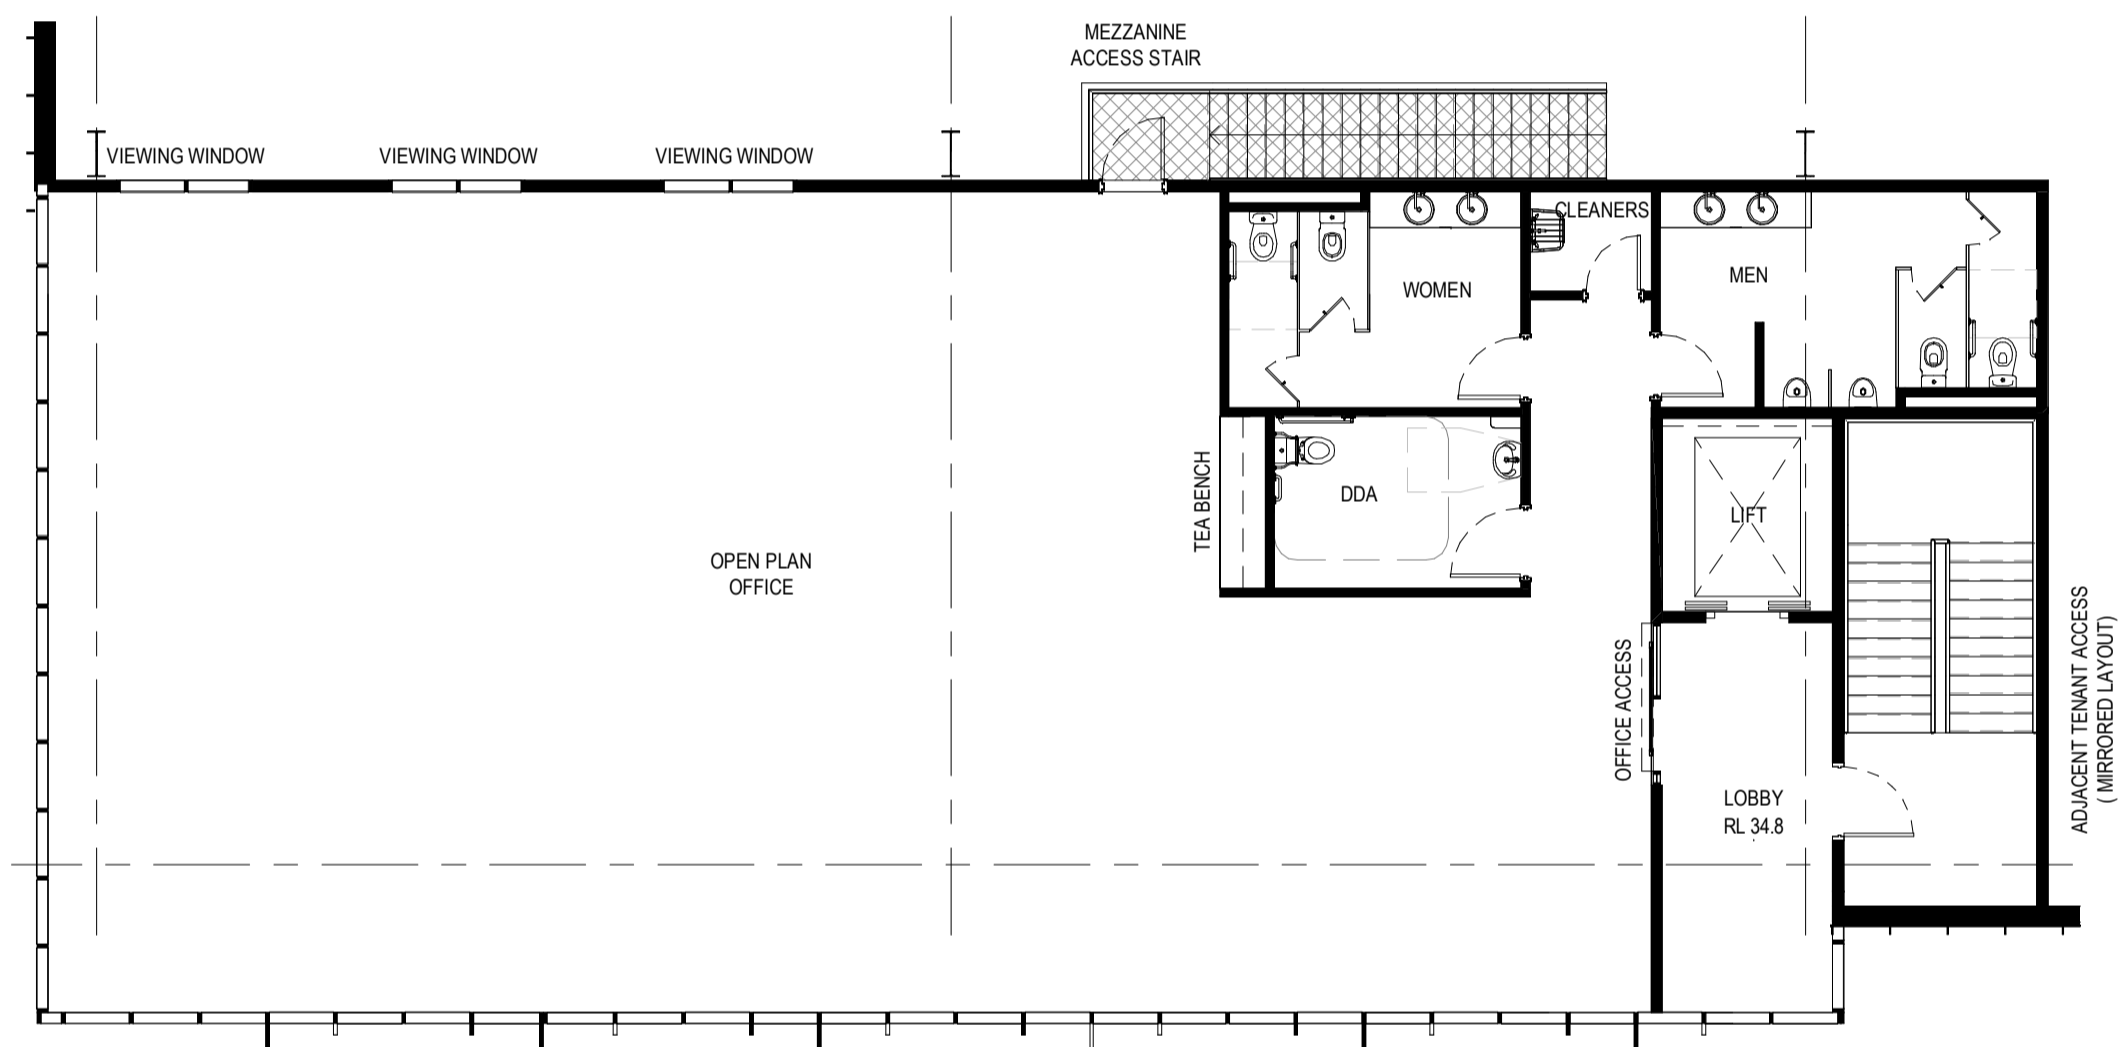 MEZZANINE
ACCESS STAIR
VIEWING WINDOW
VIEWING WINDOW
VIEWING WINDOW
CLEANERS
WOMEN
MEN
TEA BENCH
DDA
LIFT
OPEN PLAN
OFFICE
OFFICE ACCESS
LOBBY
RL 34.8
ADJACENT TENANT ACCESS
( MIRRORED LAYOUT)